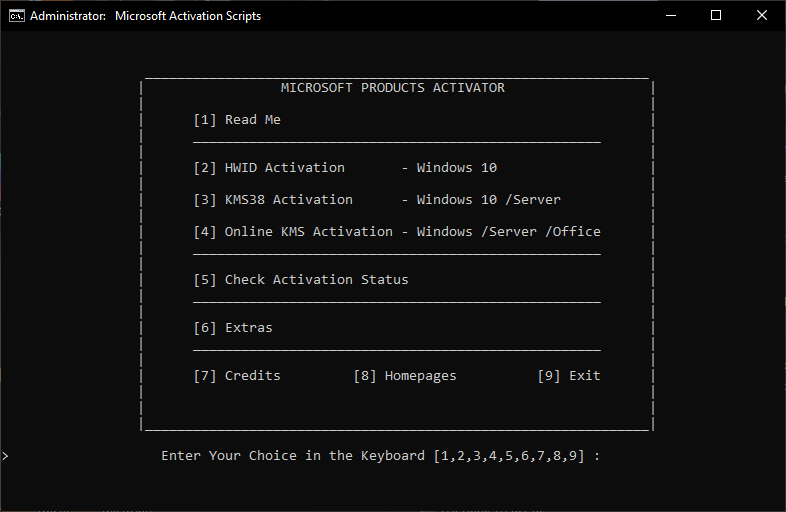 Administrator: Microsoft Activation Scripts
MICROSOFT PRODUCTS ACTIVATOR
[1] Read Me
[2] HWID Activation - Windows 10
[3] KMS38 Activation - Windows 10 /Server
[4] Online KMS Activation - Windows /Server /Office
[5] Check Activation Status
[6] Extras
[7] Credits [8] Homepages [9] Exit
> Enter Your Choice in the Keyboard [1,2,3,4,5,6,7,8,9] :